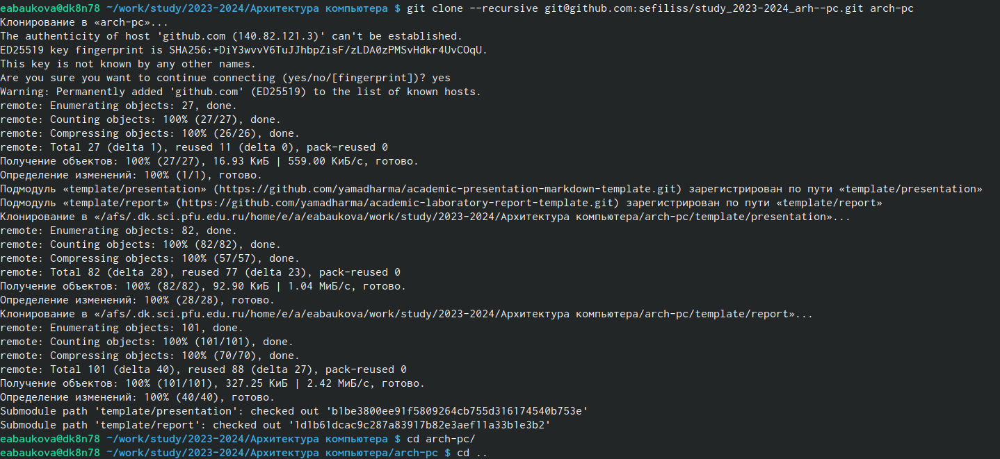 eabaukova@dk8n78 ~/work/study/2023-2024/Архитектура компьютера $ git clone --recursive git@github.com:sefiliss/study_2023-2024_arh--pc.git arch-pc
Клонирование в «arch-pc»...
The authenticity of host 'github.com (140.82.121.3)' can't be established.
ED25519 key fingerprint is SHA256:+DiY3wvvV6TuJJhbpZisF/zLDA0zPMSvHdkr4UvCOqU.
This key is not known by any other names.
Are you sure you want to continue connecting (yes/no/[fingerprint])? yes
Warning: Permanently added 'github.com' (ED25519) to the list of known hosts.
remote: Enumerating objects: 27, done.
remote: Counting objects: 100% (27/27), done.
remote: Compressing objects: 100% (26/26), done.
remote: Total 27 (delta 1), reused 11 (delta 0), pack-reused 0
Получение объектов: 100% (27/27), 16.93 КиБ | 559.00 КиБ/с, готово.
Определение изменений: 100% (1/1), готово.
Подмодуль «template/presentation» (https://github.com/yamadharma/academic-presentation-markdown-template.git) зарегистрирован по пути «template/presentation»
Подмодуль «template/report» (https://github.com/yamadharma/academic-laboratory-report-template.git) зарегистрирован по пути «template/report»
Клонирование в «/afs/.dk.sci.pfu.edu.ru/home/e/a/eabaukova/work/study/2023-2024/Архитектура компьютера/arch-pc/template/presentation»...
remote: Enumerating objects: 82, done.
remote: Counting objects: 100% (82/82), done.
remote: Compressing objects: 100% (57/57), done.
remote: Total 82 (delta 28), reused 77 (delta 23), pack-reused 0
Получение объектов: 100% (82/82), 92.90 КиБ | 1.04 МиБ/с, готово.
Определение изменений: 100% (28/28), готово.
Клонирование в «/afs/.dk.sci.pfu.edu.ru/home/e/a/eabaukova/work/study/2023-2024/Архитектура компьютера/arch-pc/template/report»...
remote: Enumerating objects: 101, done.
remote: Counting objects: 100% (101/101), done.
remote: Compressing objects: 100% (70/70), done.
remote: Total 101 (delta 40), reused 88 (delta 27), pack-reused 0
Получение объектов: 100% (101/101), 327.25 КиБ | 2.42 МиБ/с, готово.
Определение изменений: 100% (40/40), готово.
Submodule path 'template/presentation': checked out 'b1be3800ee91f5809264cb755d316174540b753e'
Submodule path 'template/report': checked out '1d1b61dcac9c287a83917b82e3aef11a33b1e3b2'
eabaukova@dk8n78 ~/work/study/2023-2024/Архитектура компьютера $ cd arch-pc/
eabaukova@dk8n78 ~/work/study/2023-2024/Архитектура компьютера/arch-pc $ cd ..